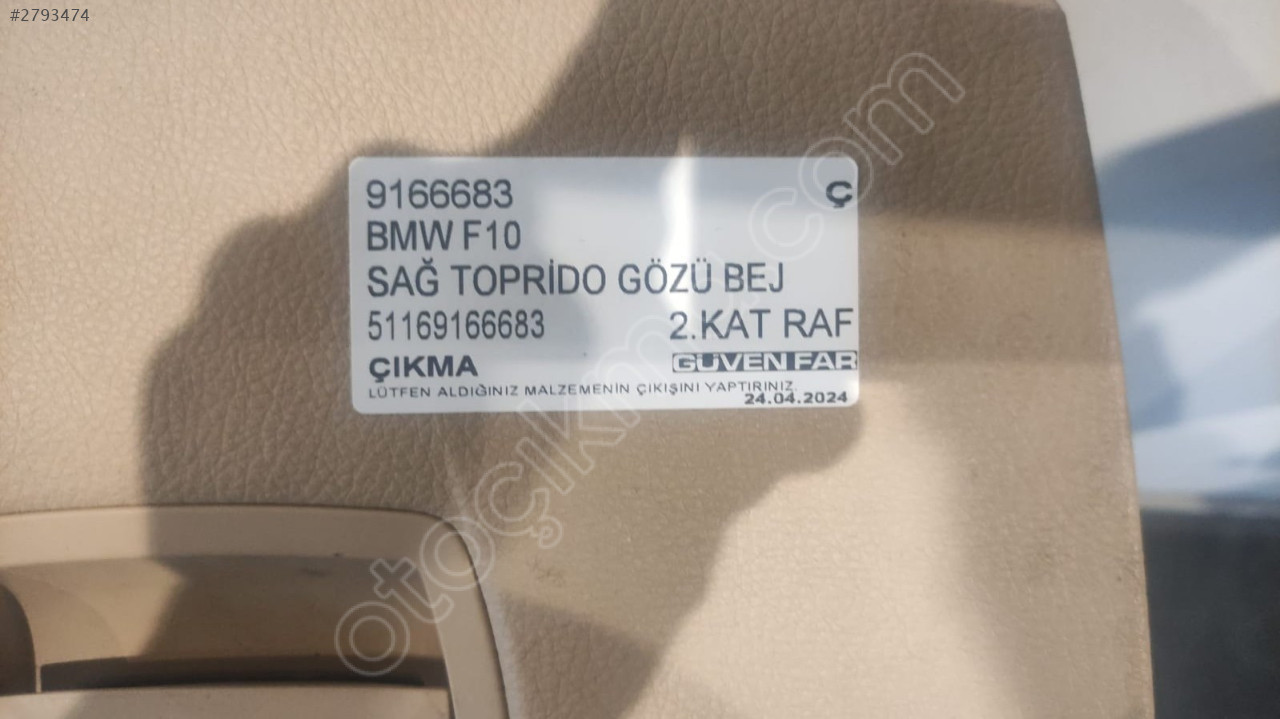 #2793474
9166683 Ç
BMW F10
SAĞ TOPRİDO GÖZÜ BEJ
51169166683 2.KAT RAF
ÇIKMA GÜVEN FAR
LÜTFEN ALDIĞINIZ MALZEMENİN ÇIKIŞINI YAPTIRINIZ.
24.04.2024
otoçıkma.com